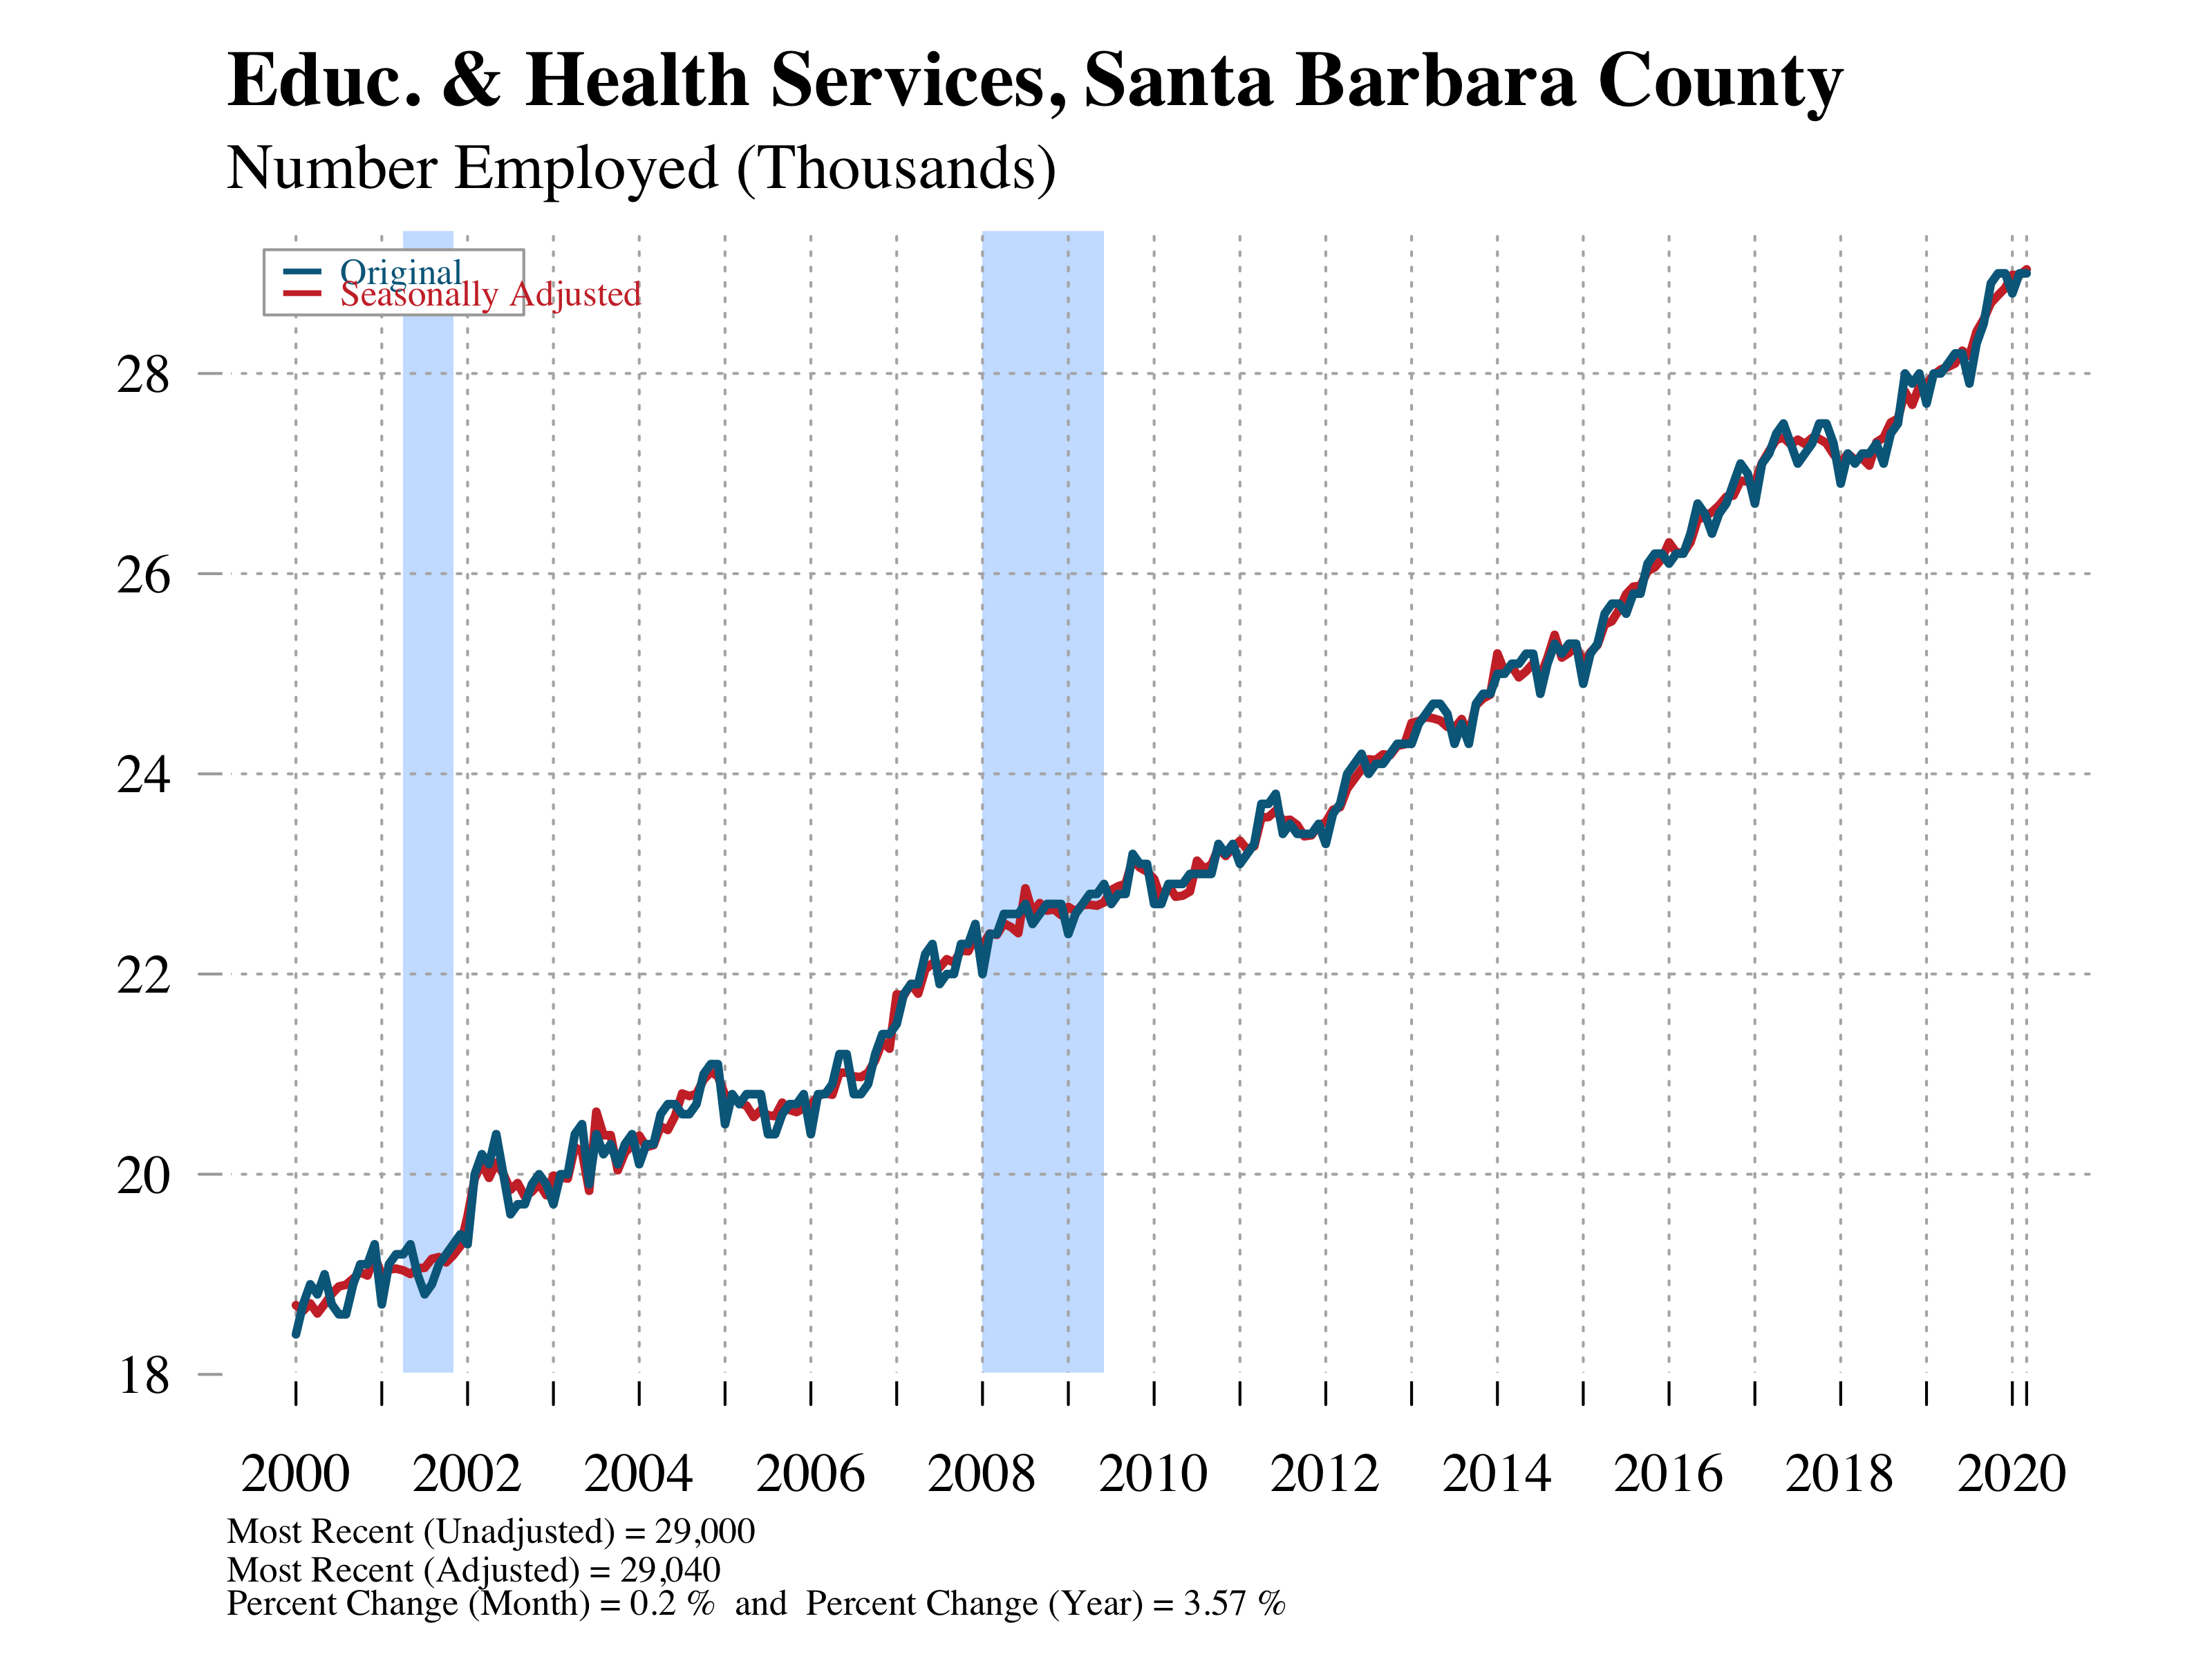 Educ. & Health Services, Santa Barbara County
Number Employed (Thousands)
Original
Seasonally Adjusted
28
26
24
22
20
18
2000 2002 2004 2006 2008 2010 2012 2014 2016 2018 2020
Most Recent (Unadjusted) = 29,000
Most Recent (Adjusted) = 29,040
Percent Change (Month) = 0.2 % and Percent Change (Year) = 3.57 %